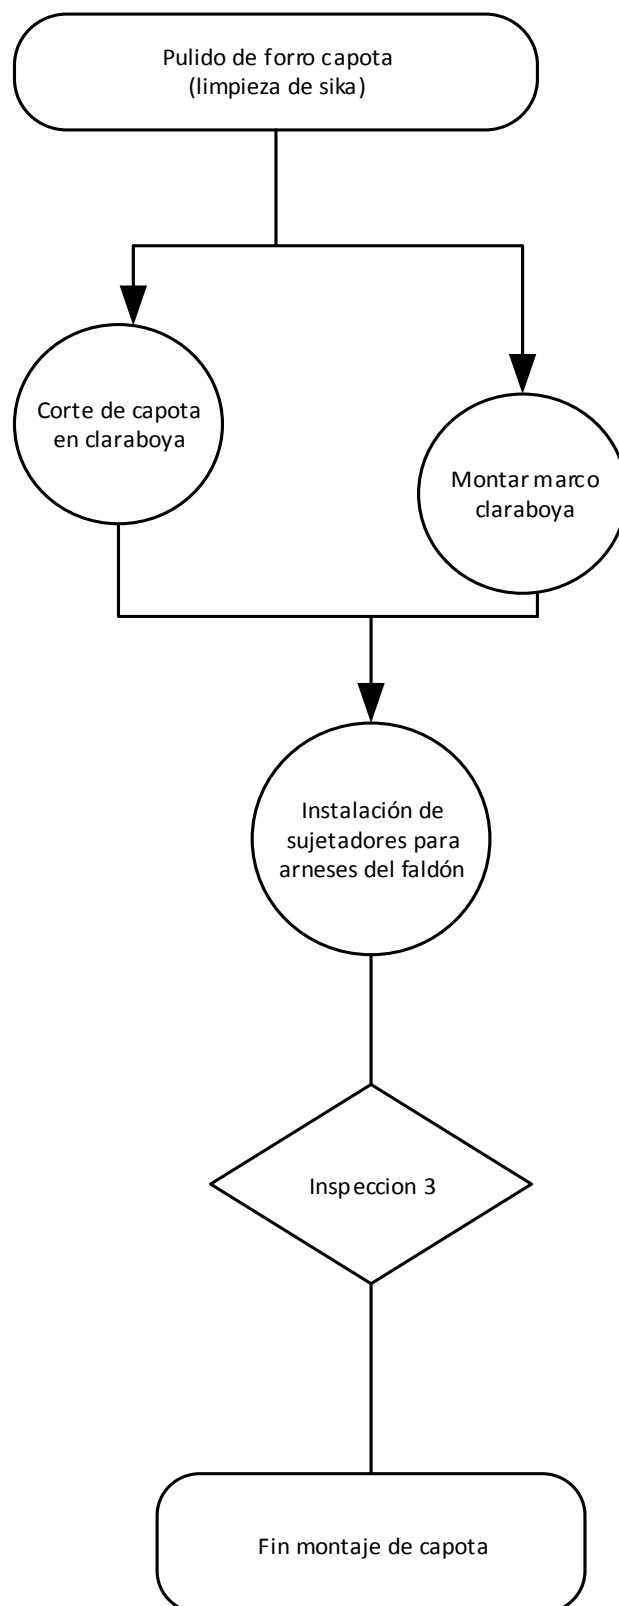 Pulido de forro capota
(limpieza de sika)
Corte de capota
en claraboya
Montar marco
claraboya
Instalación de
sujetadores para
arneses del faldón
Inspeccion 3
Fin montaje de capota